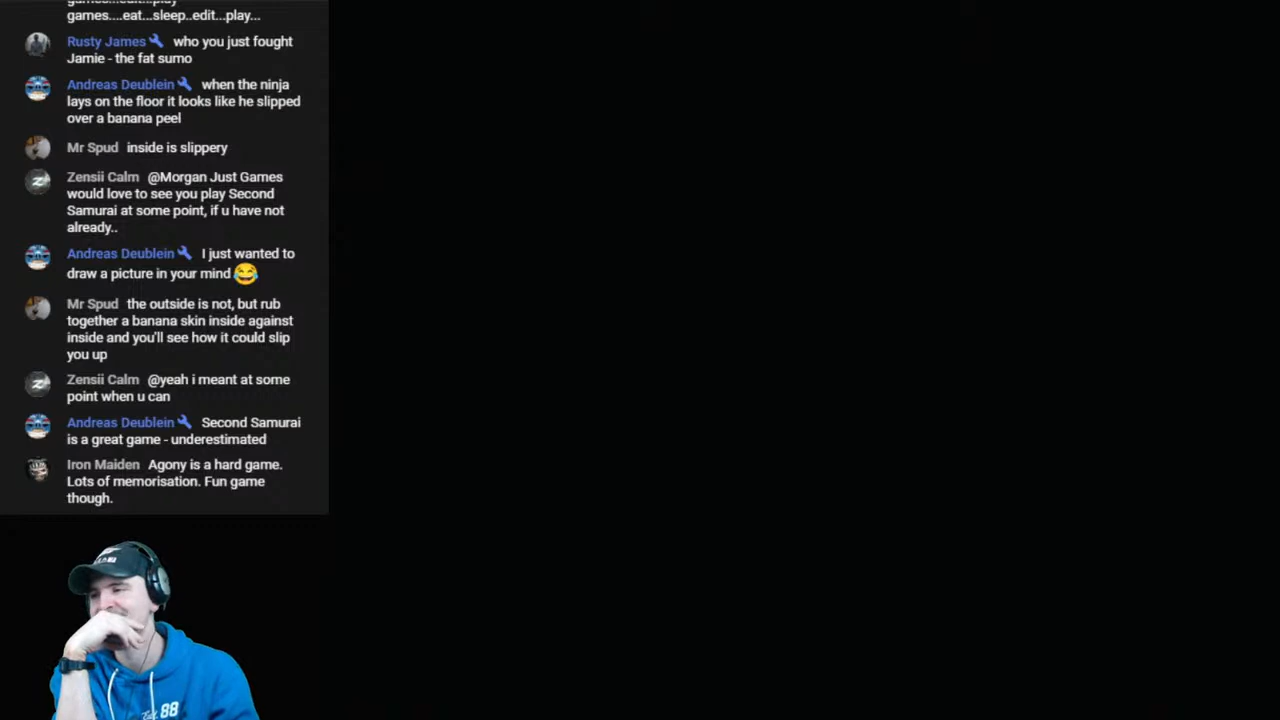 games....eat...sleep..edit...play...
Rusty James who you just fought
Jamie - the fat sumo
Andreas Deublein when the ninja
lays on the floor it looks like he slipped
over a banana peel
Mr Spud inside is slippery
Zensii Calm @Morgan Just Games
would love to see you play Second
Samurai at some point, if u have not
already..
Andreas Deublein I just wanted to
draw a picture in your mind 😂
Mr Spud the outside is not, but rub
together a banana skin inside against
inside and you'll see how it could slip
you up
Zensii Calm @yeah i meant at some
point when u can
Andreas Deublein Second Samurai
is a great game - underestimated
Iron Maiden Agony is a hard game.
Lots of memorisation. Fun game
though.
88